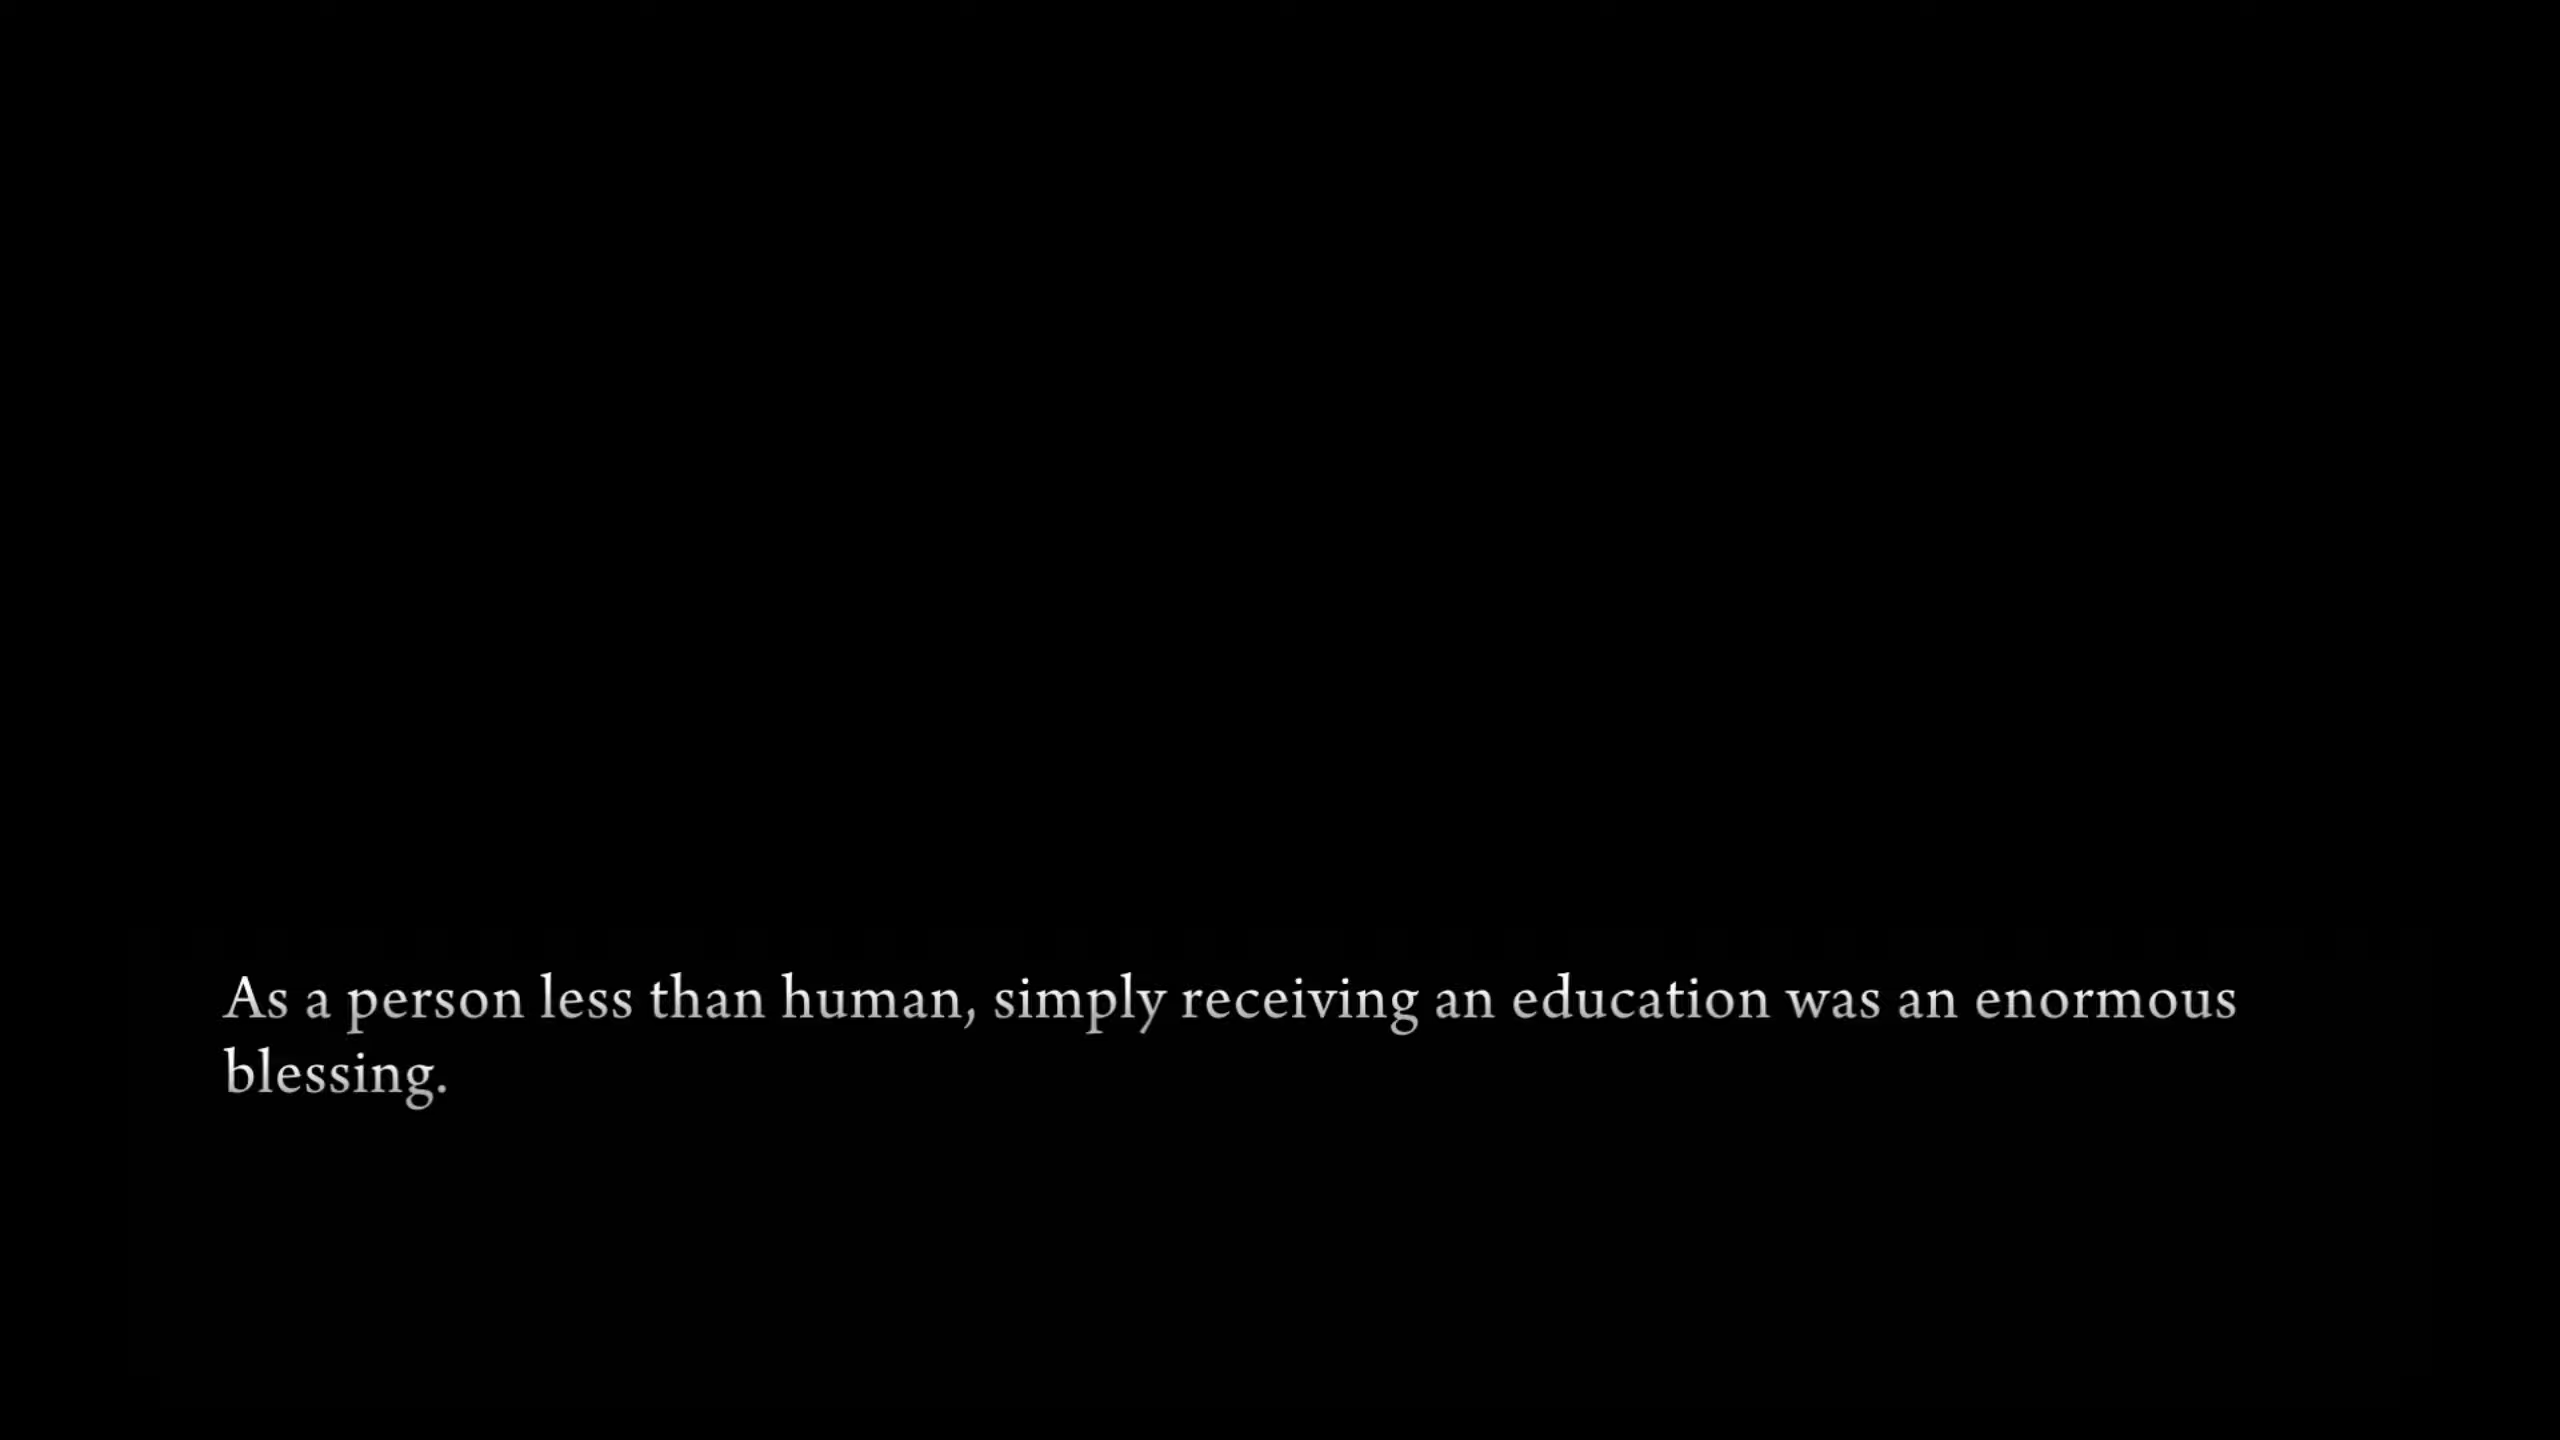 As a person less than human, simply receiving an education was an enormous
blessing.